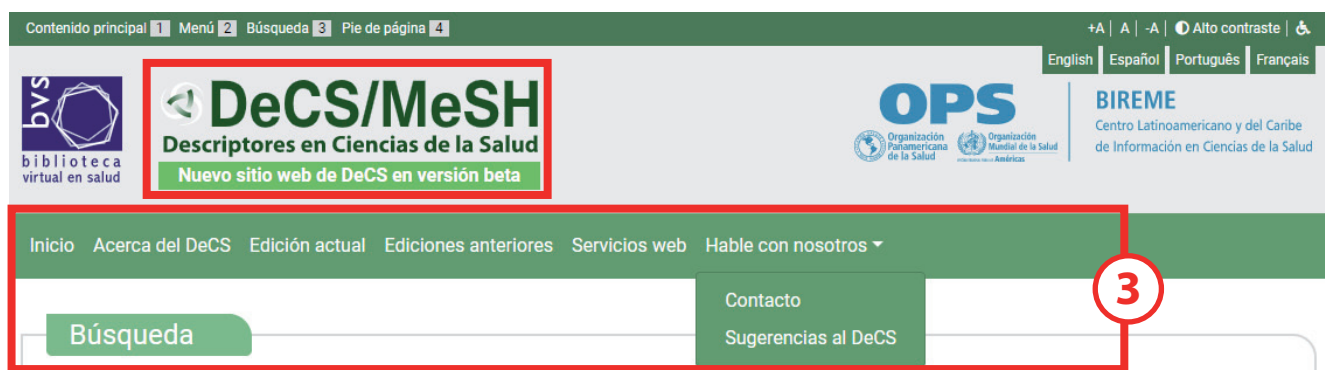 Contenido principal 1 Menú 2 Búsqueda 3 Pie de página 4
+A | A | -A | Alto contraste |
English Español Português Français
bvs
biblioteca
virtual en salud
DeCS/MeSH
Descriptores en Ciencias de la Salud
Nuevo sitio web de DeCS en versión beta
OPS
Organización
Panamericana
de la Salud
Organización
Mundial de la Salud
Américas
BIREME
Centro Latinoamericano y del Caribe
de Información en Ciencias de la Salud
Inicio Acerca del DeCS Edición actual Ediciones anteriores Servicios web Hable con nosotros
Contacto
Sugerencias al DeCS
3
Búsqueda